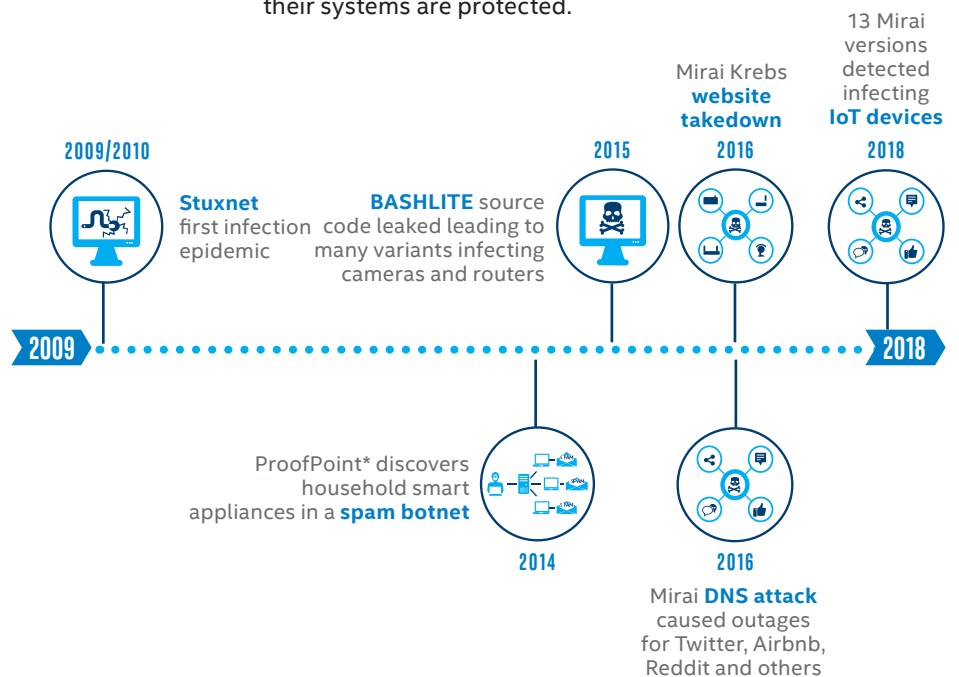 their systems are protected.
2009/2010
Stuxnet
first infection
epidemic
BASHLITE source
code leaked leading to
many variants infecting
cameras and routers
2015
Mirai Krebs
website
takedown
2016
13 Mirai
versions
detected
infecting
IoT devices
2018
2009
2018
ProofPoint* discovers
household smart
appliances in a spam botnet
2014
2016
Mirai DNS attack
caused outages
for Twitter, Airbnb,
Reddit and others